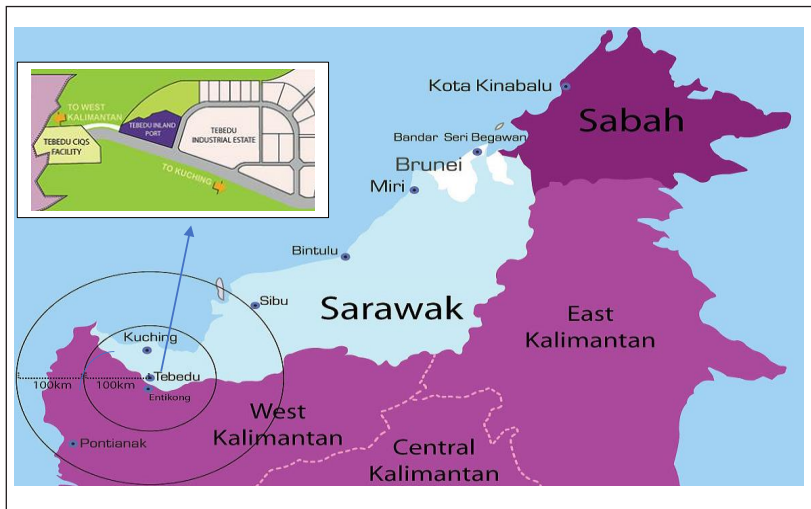 TO WEST
KALIMANTAN
TEBEDU CIQS
FACILITY
TEBEDU INLAND
PORT
TEBEDU
INDUSTRIAL ESTATE
TO KUCHING
Kota Kinabalu
Sabah
Bandar Seri Begawan
Brunei
Miri
Bintulu
Sibu
Sarawak
East
Kalimantan
Kuching
100km
100km
Tebedu
Entikong
West
Kalimantan
Pontianak
Central
Kalimantan